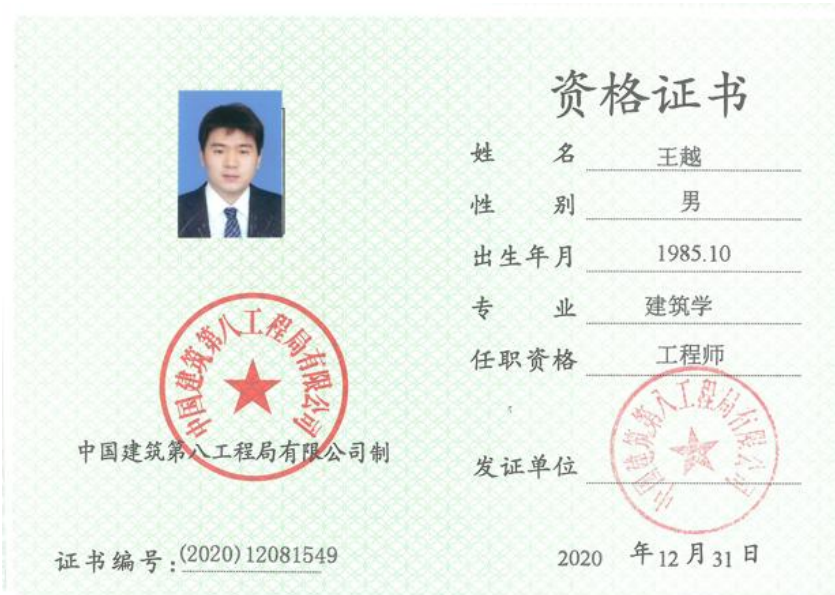 资格证书
姓 名 王越
性 别 男
出生年月 1985.10
专 业 建筑学
任职资格 工程师
中国建筑第八工程局有限公司
中国建筑第八工程局有限公司制
发证单位
中国建筑第八工程局有限公司
证书编号:(2020)12081549
2020 年12月31日